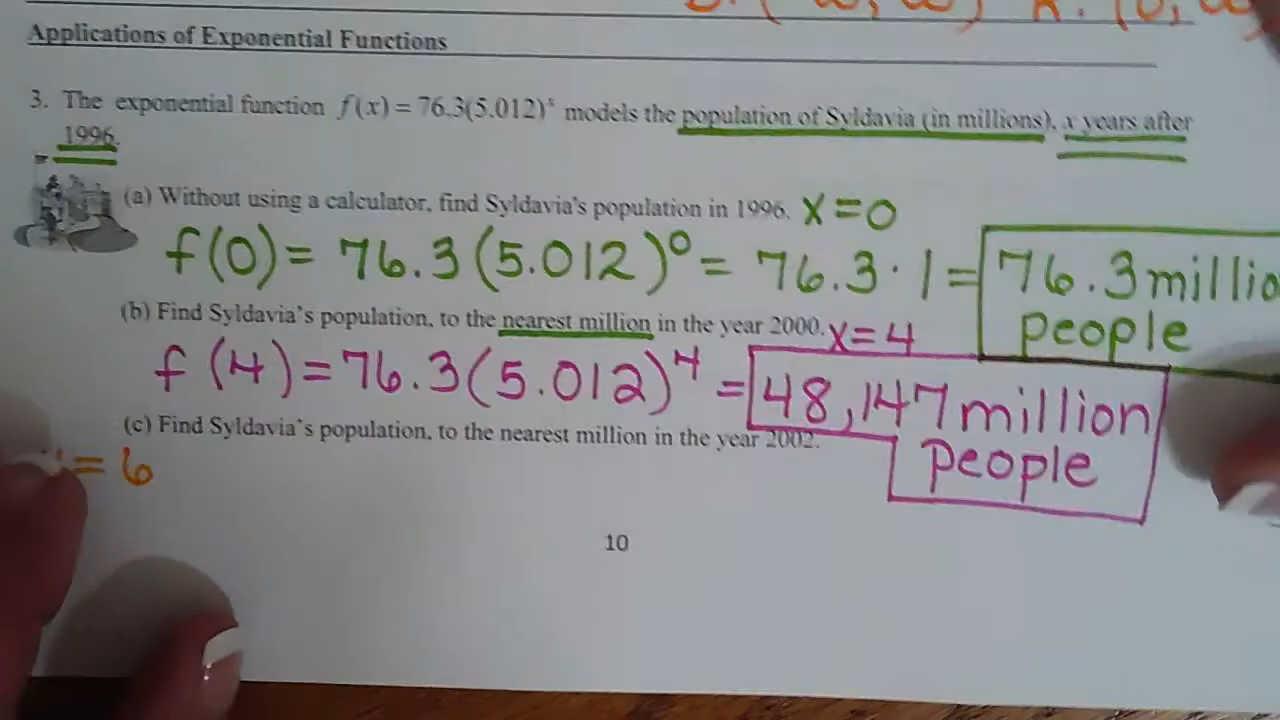 Applications of Exponential Functions
3. The exponential function f(x) = 76.3(5.012)ˣ models the population of Syldavia (in millions), x years after
1996.
(a) Without using a calculator, find Syldavia's population in 1996. x=0
f(0) = 76.3(5.012)⁰ = 76.3 · 1 = 76.3 
people
(b) Find Syldavia's population, to the nearest million in the year 2000. x=4
f(4) = 76.3(5.012)⁴ = 48,147 million
people
(c) Find Syldavia's population, to the nearest million in the year 2002.
= 6
10